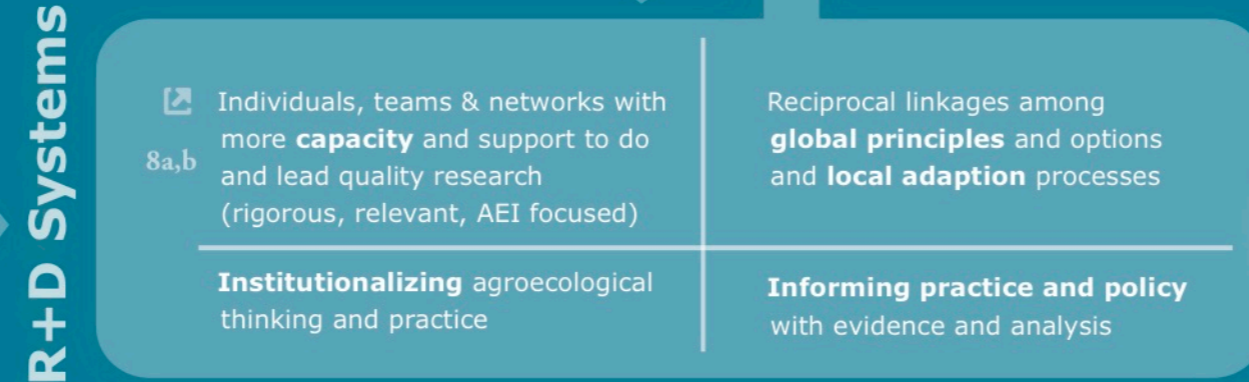 R+D Systems
8a,b
Individuals, teams & networks with
more capacity and support to do
and lead quality research
(rigorous, relevant, AEI focused)
Reciprocal linkages among
global principles and options
and local adaption processes
Institutionalizing agroecological
thinking and practice
Informing practice and policy
with evidence and analysis